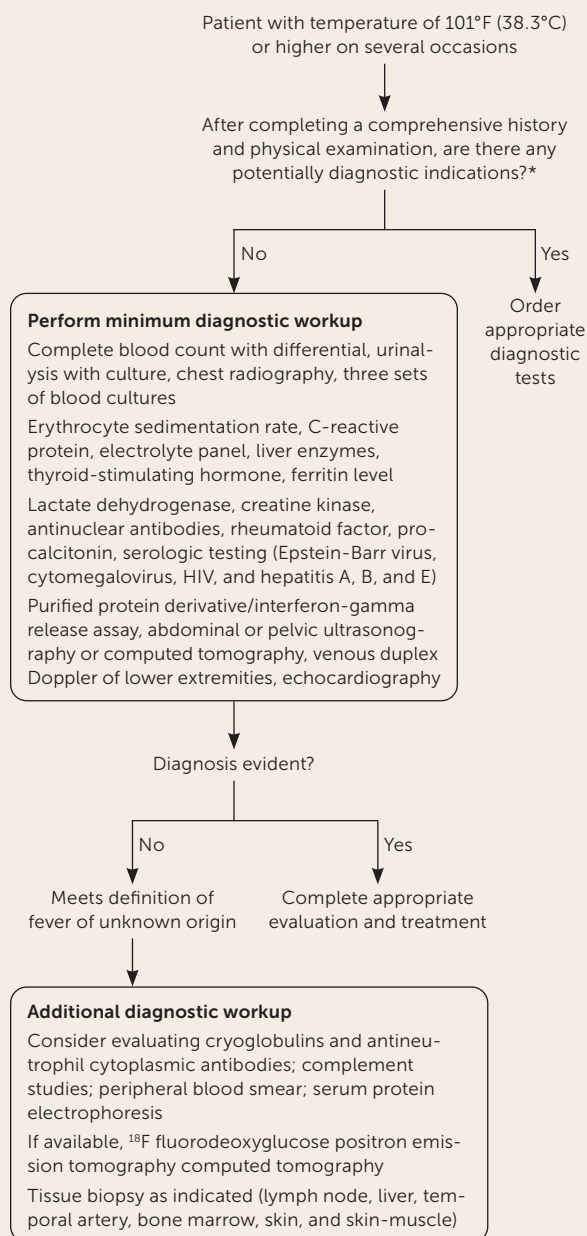 Patient with temperature of 101°F (38.3°C)
or higher on several occasions
After completing a comprehensive history
and physical examination, are there any
potentially diagnostic indications?*
No
Yes
Perform minimum diagnostic workup
Complete blood count with differential, urinal-
ysis with culture, chest radiography, three sets
of blood cultures
Erythrocyte sedimentation rate, C-reactive
protein, electrolyte panel, liver enzymes,
thyroid-stimulating hormone, ferritin level
Lactate dehydrogenase, creatine kinase,
antinuclear antibodies, rheumatoid factor, pro-
calcitonin, serologic testing (Epstein-Barr virus,
cytomegalovirus, HIV, and hepatitis A, B, and E)
Purified protein derivative/interferon-gamma
release assay, abdominal or pelvic ultrasonog-
raphy or computed tomography, venous duplex
Doppler of lower extremities, echocardiography
Order
appropriate
diagnostic
tests
Diagnosis evident?
No
Yes
Meets definition of
fever of unknown origin
Complete appropriate
evaluation and treatment
Additional diagnostic workup
Consider evaluating cryoglobulins and antineu-
trophil cytoplasmic antibodies; complement
studies; peripheral blood smear; serum protein
electrophoresis
If available, ¹⁸F fluorodeoxyglucose positron emis-
sion tomography computed tomography
Tissue biopsy as indicated (lymph node, liver, tem-
poral artery, bone marrow, skin, and skin-muscle)